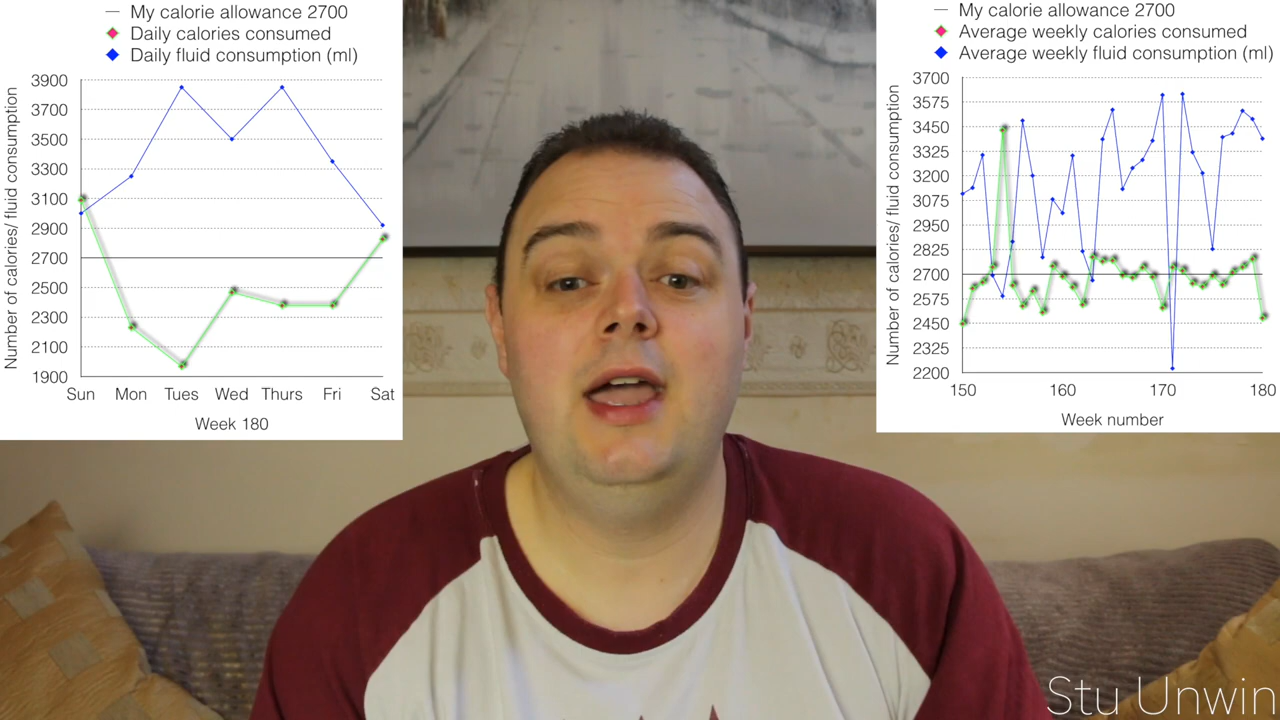 My calorie allowance 2700
Daily calories consumed
Daily fluid consumption (ml)
Number of calories/ fluid consumption
3900
3700
3500
3300
3100
2900
2700
2500
2300
2100
1900
Sun Mon Tues Wed Thurs Fri Sat
Week 180
My calorie allowance 2700
Average weekly calories consumed
Average weekly fluid consumption (ml)
Number of calories/ fluid consumption
3700
3575
3450
3325
3200
3075
2950
2825
2700
2575
2450
2325
2200
150 160 170 180
Week number
Stu Unwin